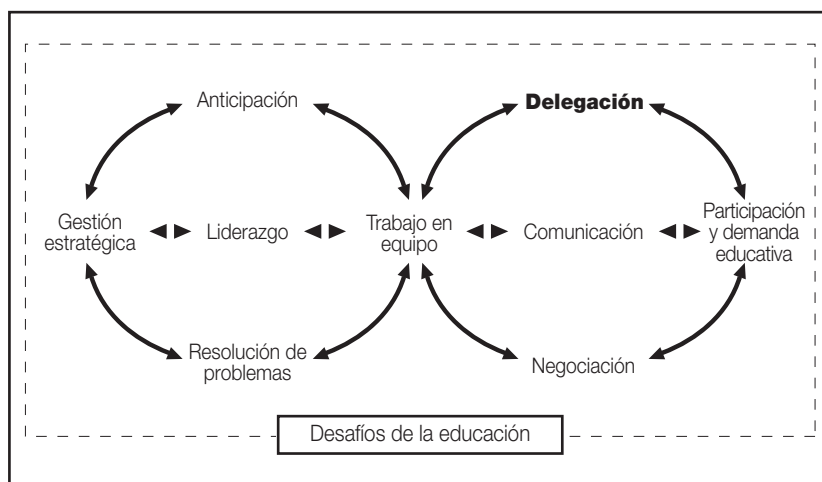 Anticipación
Delegación
Gestión
estratégica
Liderazgo
Trabajo en
equipo
Comunicación
Participación
y demanda
educativa
Resolución de
problemas
Negociación
Desafíos de la educación